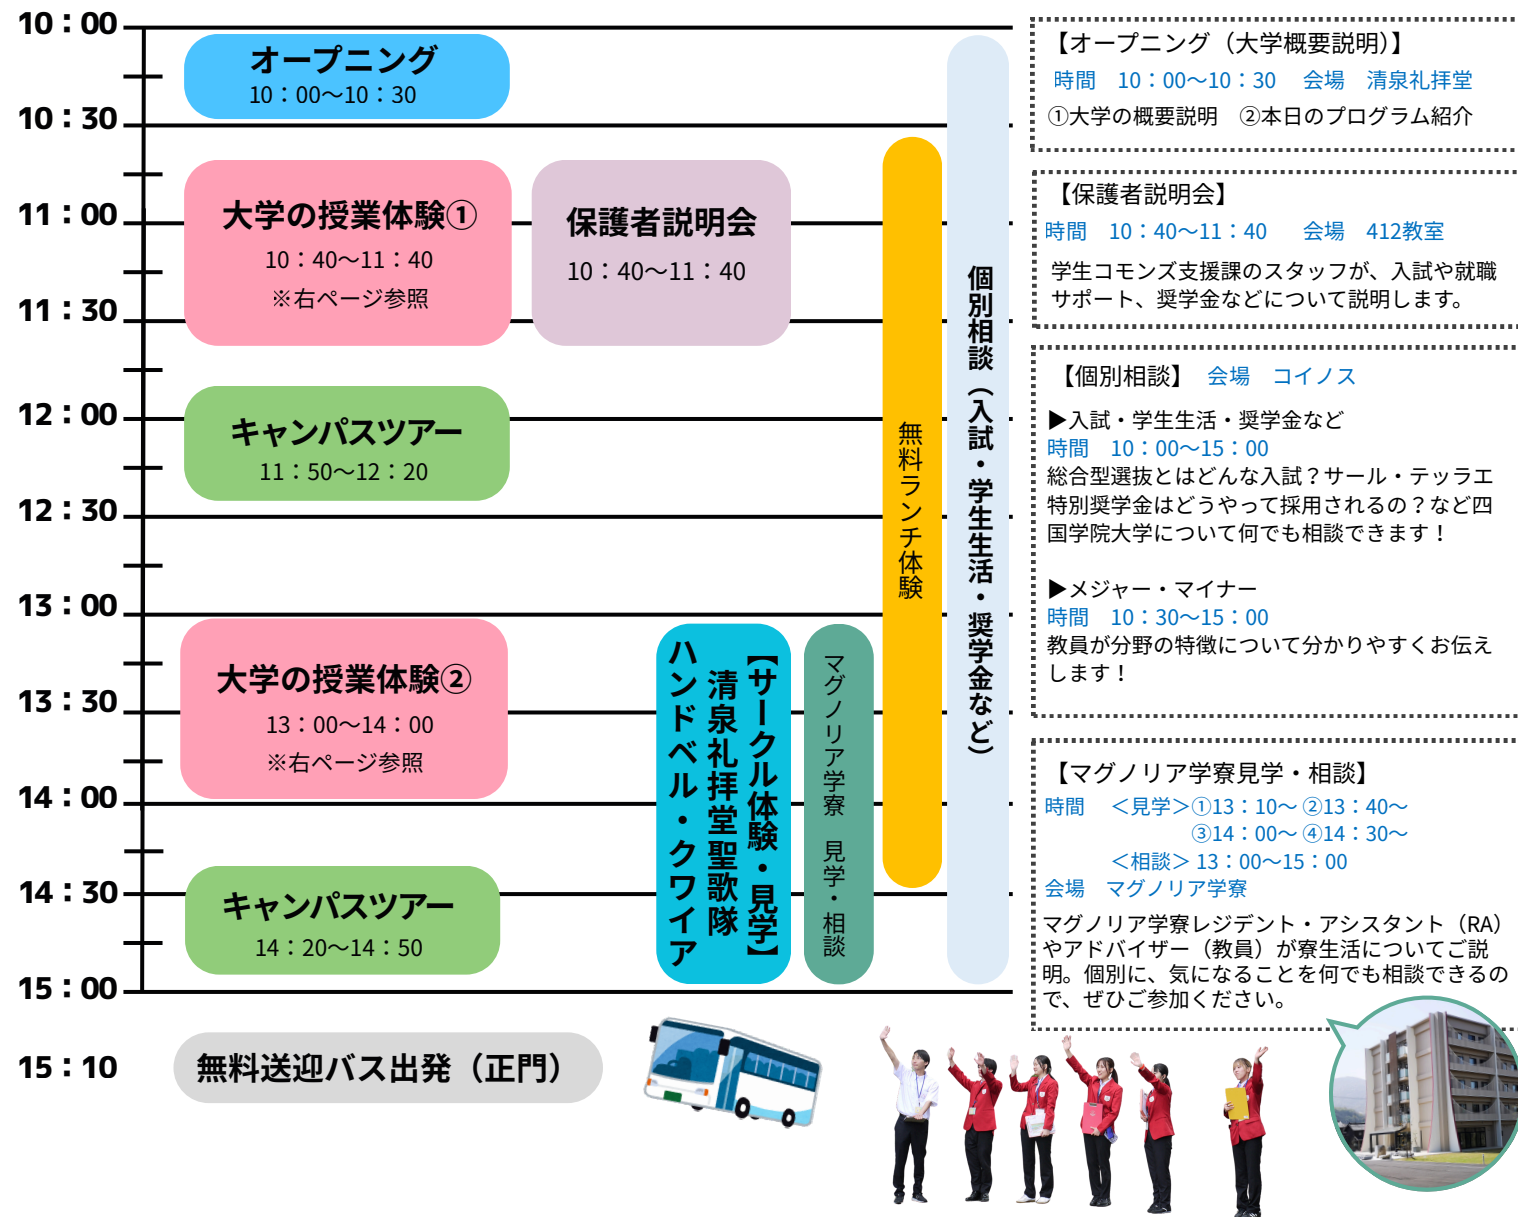 10：00
10：30
11：00
11：30
12：00
12：30
13：00
13：30
14：00
14：30
15：00
15：10
オープニング
10：00～10：30
大学の授業体験①
10：40～11：40
※右ページ参照
保護者説明会
10：40～11：40
キャンパスツアー
11：50～12：20
大学の授業体験②
13：00～14：00
※右ページ参照
キャンパスツアー
14：20～14：50
【サークル体験・見学】
清泉礼拝堂聖歌隊
ハンドベル・クワイア
マグノリア学寮　見学・相談
無料ランチ体験
個別相談（入試・学生生活・奨学金など）
無料送迎バス出発（正門）
【オープニング（大学概要説明）】
時間　10：00～10：30　会場　清泉礼拝堂
①大学の概要説明　②本日のプログラム紹介
【保護者説明会】
時間　10：40～11：40　会場　412教室
学生コモンズ支援課のスタッフが、入試や就職
サポート、奨学金などについて説明します。
【個別相談】　会場　コイノス
▶入試・学生生活・奨学金など
時間　10：00～15：00
総合型選抜とはどんな入試？サール・テッラエ
特別奨学金はどうやって採用されるの？など四
国学院大学について何でも相談できます！
▶メジャー・マイナー
時間　10：30～15：00
教員が分野の特徴について分かりやすくお伝え
します！
【マグノリア学寮見学・相談】
時間　＜見学＞①13：10～ ②13：40～
③14：00～ ④14：30～
＜相談＞ 13：00～15：00
会場　マグノリア学寮
マグノリア学寮レジデント・アシスタント（RA）
やアドバイザー（教員）が寮生活についてご説
明。個別に、気になることを何でも相談できるの
で、ぜひご参加ください。